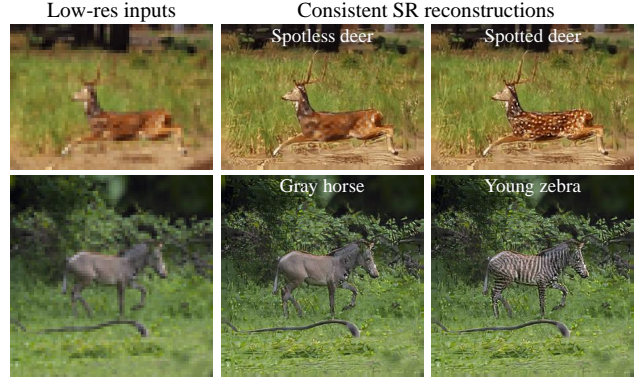 Low-res inputs
Consistent SR reconstructions
Spotless deer
Spotted deer
Gray horse
Young zebra